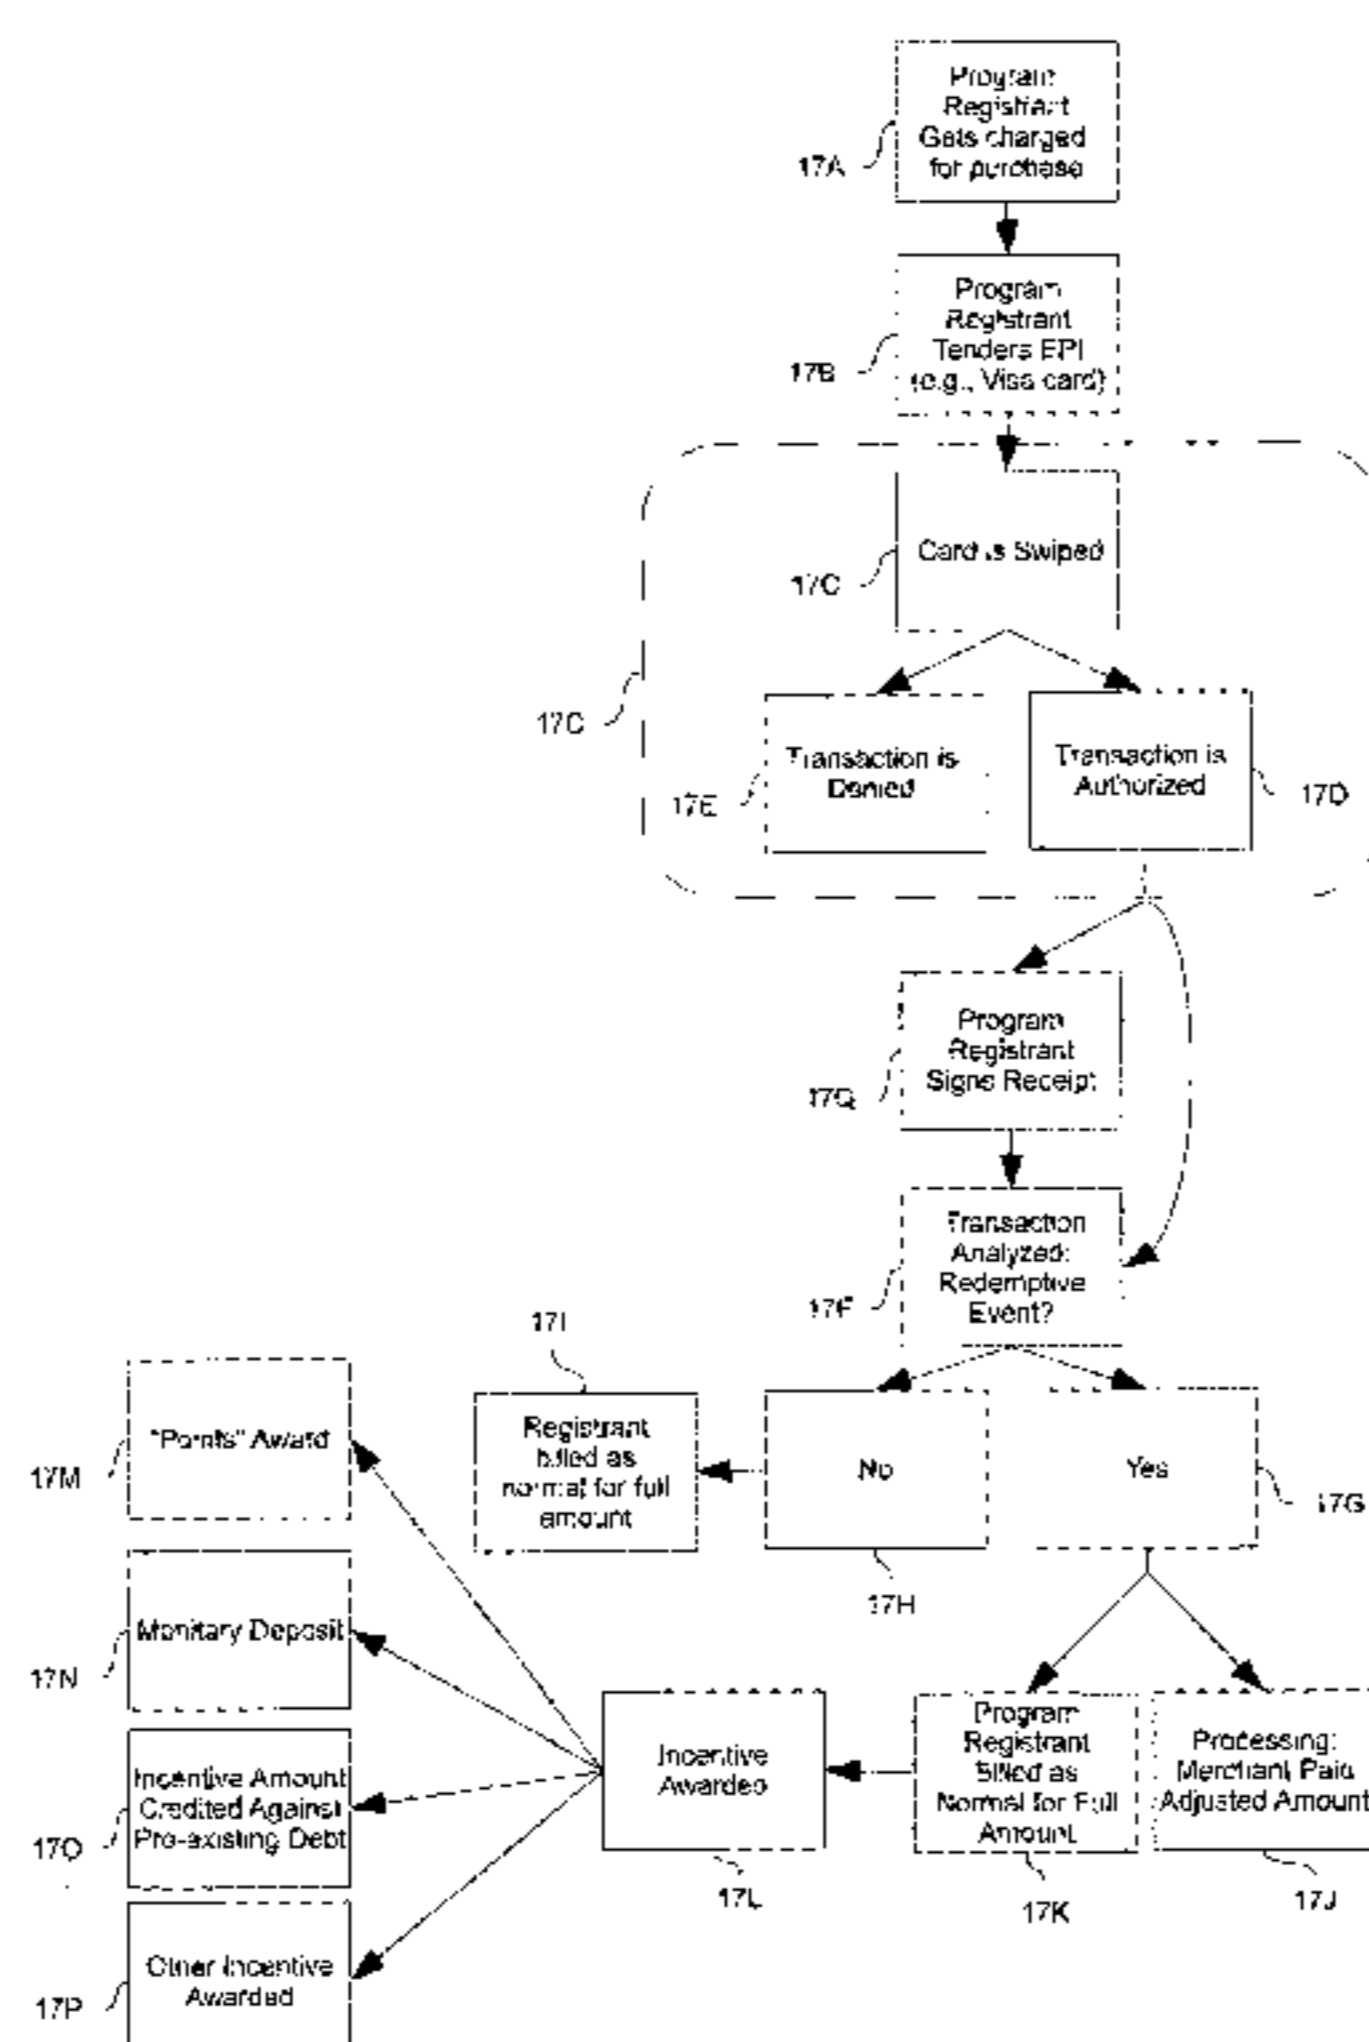 Program
Registrant
Gets charged
for purchase
17A
Program
Registrant
Tenders EPI
(e.g., Visa card)
17B
Card is Swiped
17C
17C
Transaction is
Denied
17E
Transaction is
Authorized
17D
Program
Registrant
Signs Receipt
17Q
Transaction
Analyzed:
Redemptive
Event?
17F
17I
Registrant
billed as
normal for full
amount
No
17H
Yes
17G
"Points" Award
17M
Monitary Deposit
17N
Incentive Amount
Credited Against
Pre-existing Debt
17O
Other Incentive
Awarded
17P
Incentive
Awarded
17L
Program
Registrant
Billed as
Normal for Full
Amount
17K
Processing:
Merchant Paid
Adjusted Amount
17J